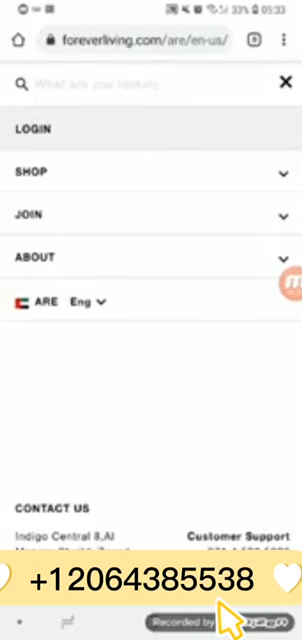 33% 05:33
foreverliving.com/are/en-us/
What are you looking
LOGIN
SHOP
JOIN
ABOUT
ARE Eng
CONTACT US
Indigo Central 8,Al
Customer Support
+12064385538
Recorded by